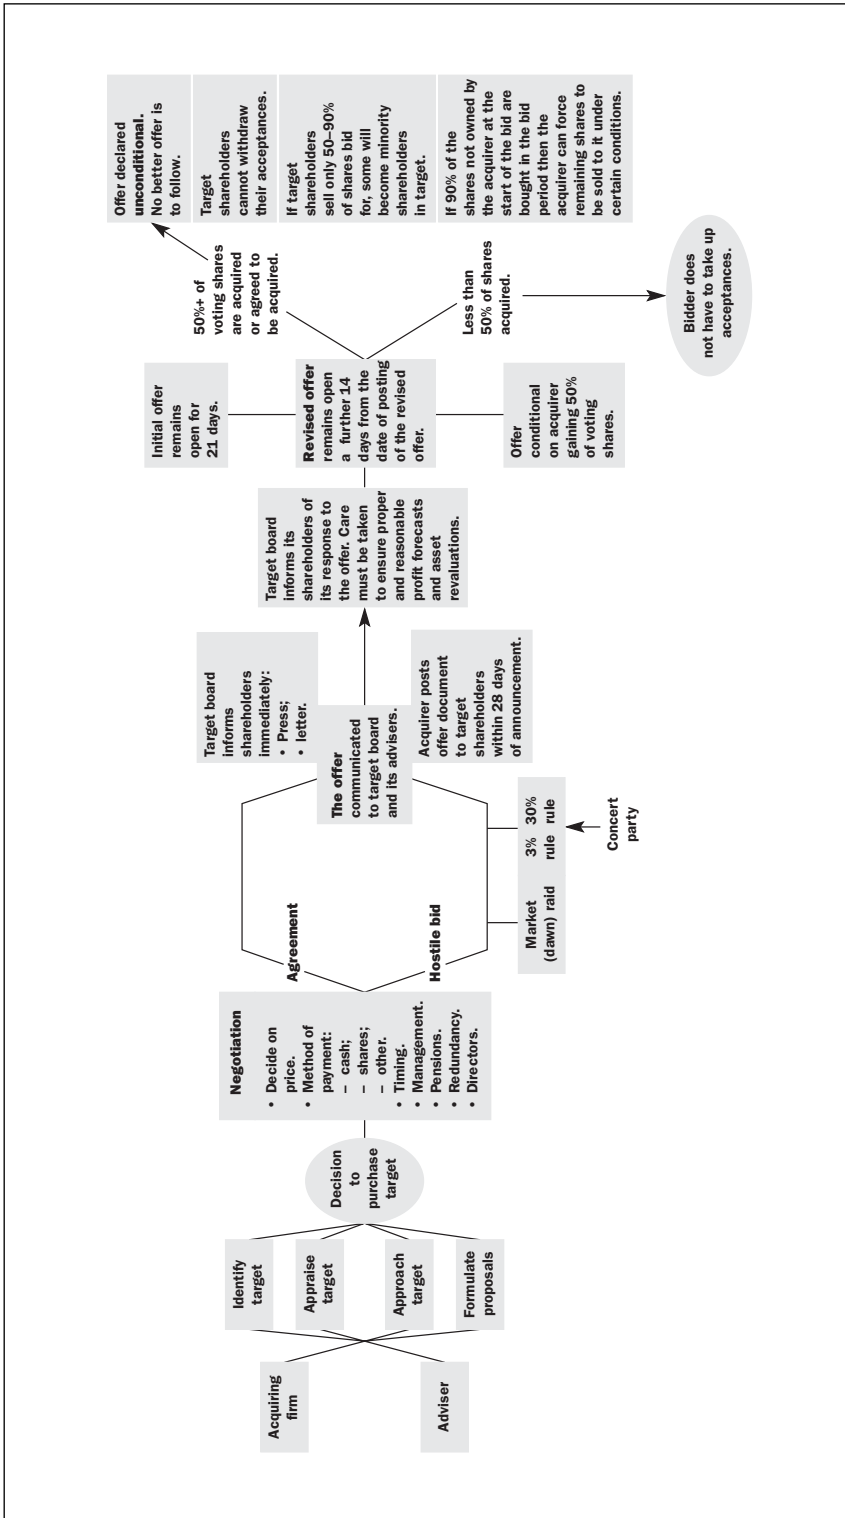 Acquiring
firm
Adviser
Identify
target
Appraise
target
Approach
target
Formulate
proposals
Decision
to
purchase
target
Negotiation
• Decide on
price.
• Method of
payment:
– cash;
– shares;
– other.
• Timing.
• Management.
• Pensions.
• Redundancy.
• Directors.
Agreement
Hostile bid
Market
(dawn) raid
3% 30%
rule rule
Concert
party
Target board
informs
shareholders
immediately:
• Press;
• letter.
The offer
communicated
to target board
and its advisers.
Acquirer posts
offer document
to target
shareholders
within 28 days
of announcement.
Target board
informs its
shareholders of
its response to
the offer. Care
must be taken
to ensure proper
and reasonable
profit forecasts
and asset
revaluations.
Initial offer
remains
open for
21 days.
Revised offer
remains open
a further 14
days from the
date of posting
of the revised
offer.
Offer
conditional
on acquirer
gaining 50%
of voting
shares.
50%+ of
voting shares
are acquired
or agreed to
be acquired.
Less than
50% of shares
acquired.
Offer declared
unconditional.
No better offer is
to follow.
Target
shareholders
cannot withdraw
their acceptances.
If target
shareholders
sell only 50–90%
of shares bid
for, some will
become minority
shareholders
in target.
If 90% of the
shares not owned by
the acquirer at the
start of the bid are
bought in the bid
period then the
acquirer can force
remaining shares to
be sold to it under
certain conditions.
Bidder does
not have to take up
acceptances.